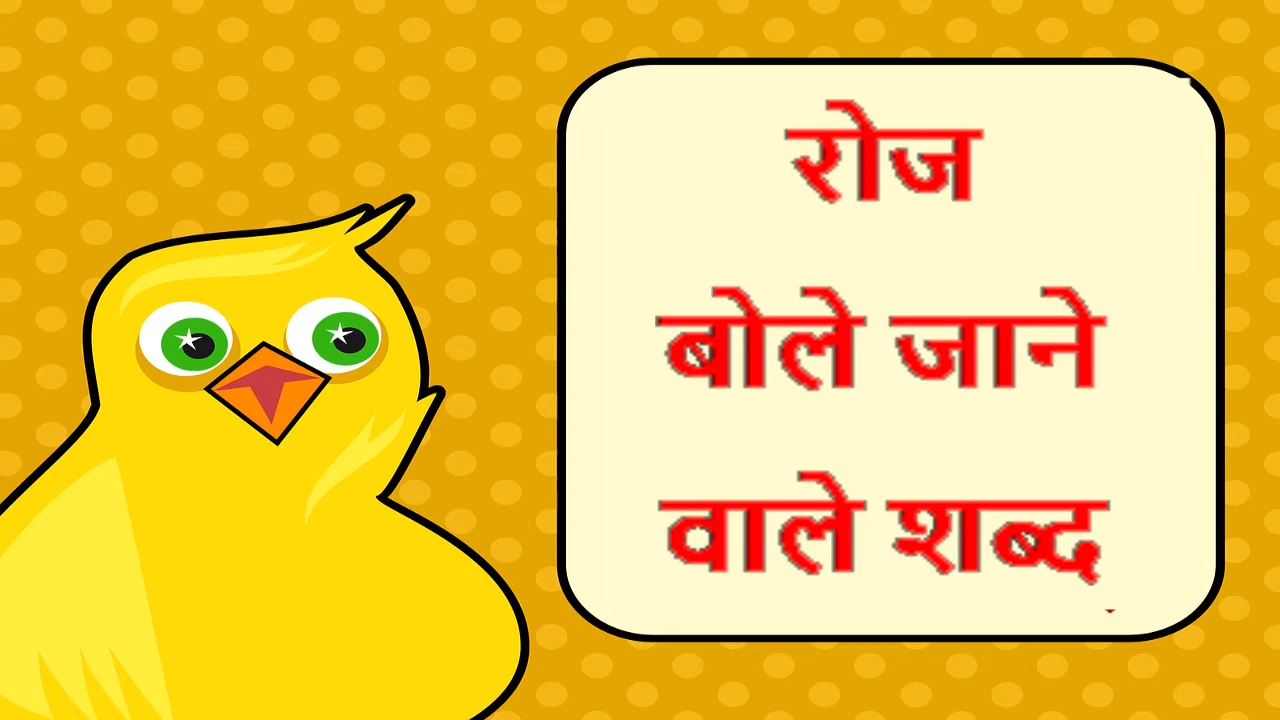 रोज
बोले जाने
वाले शब्द